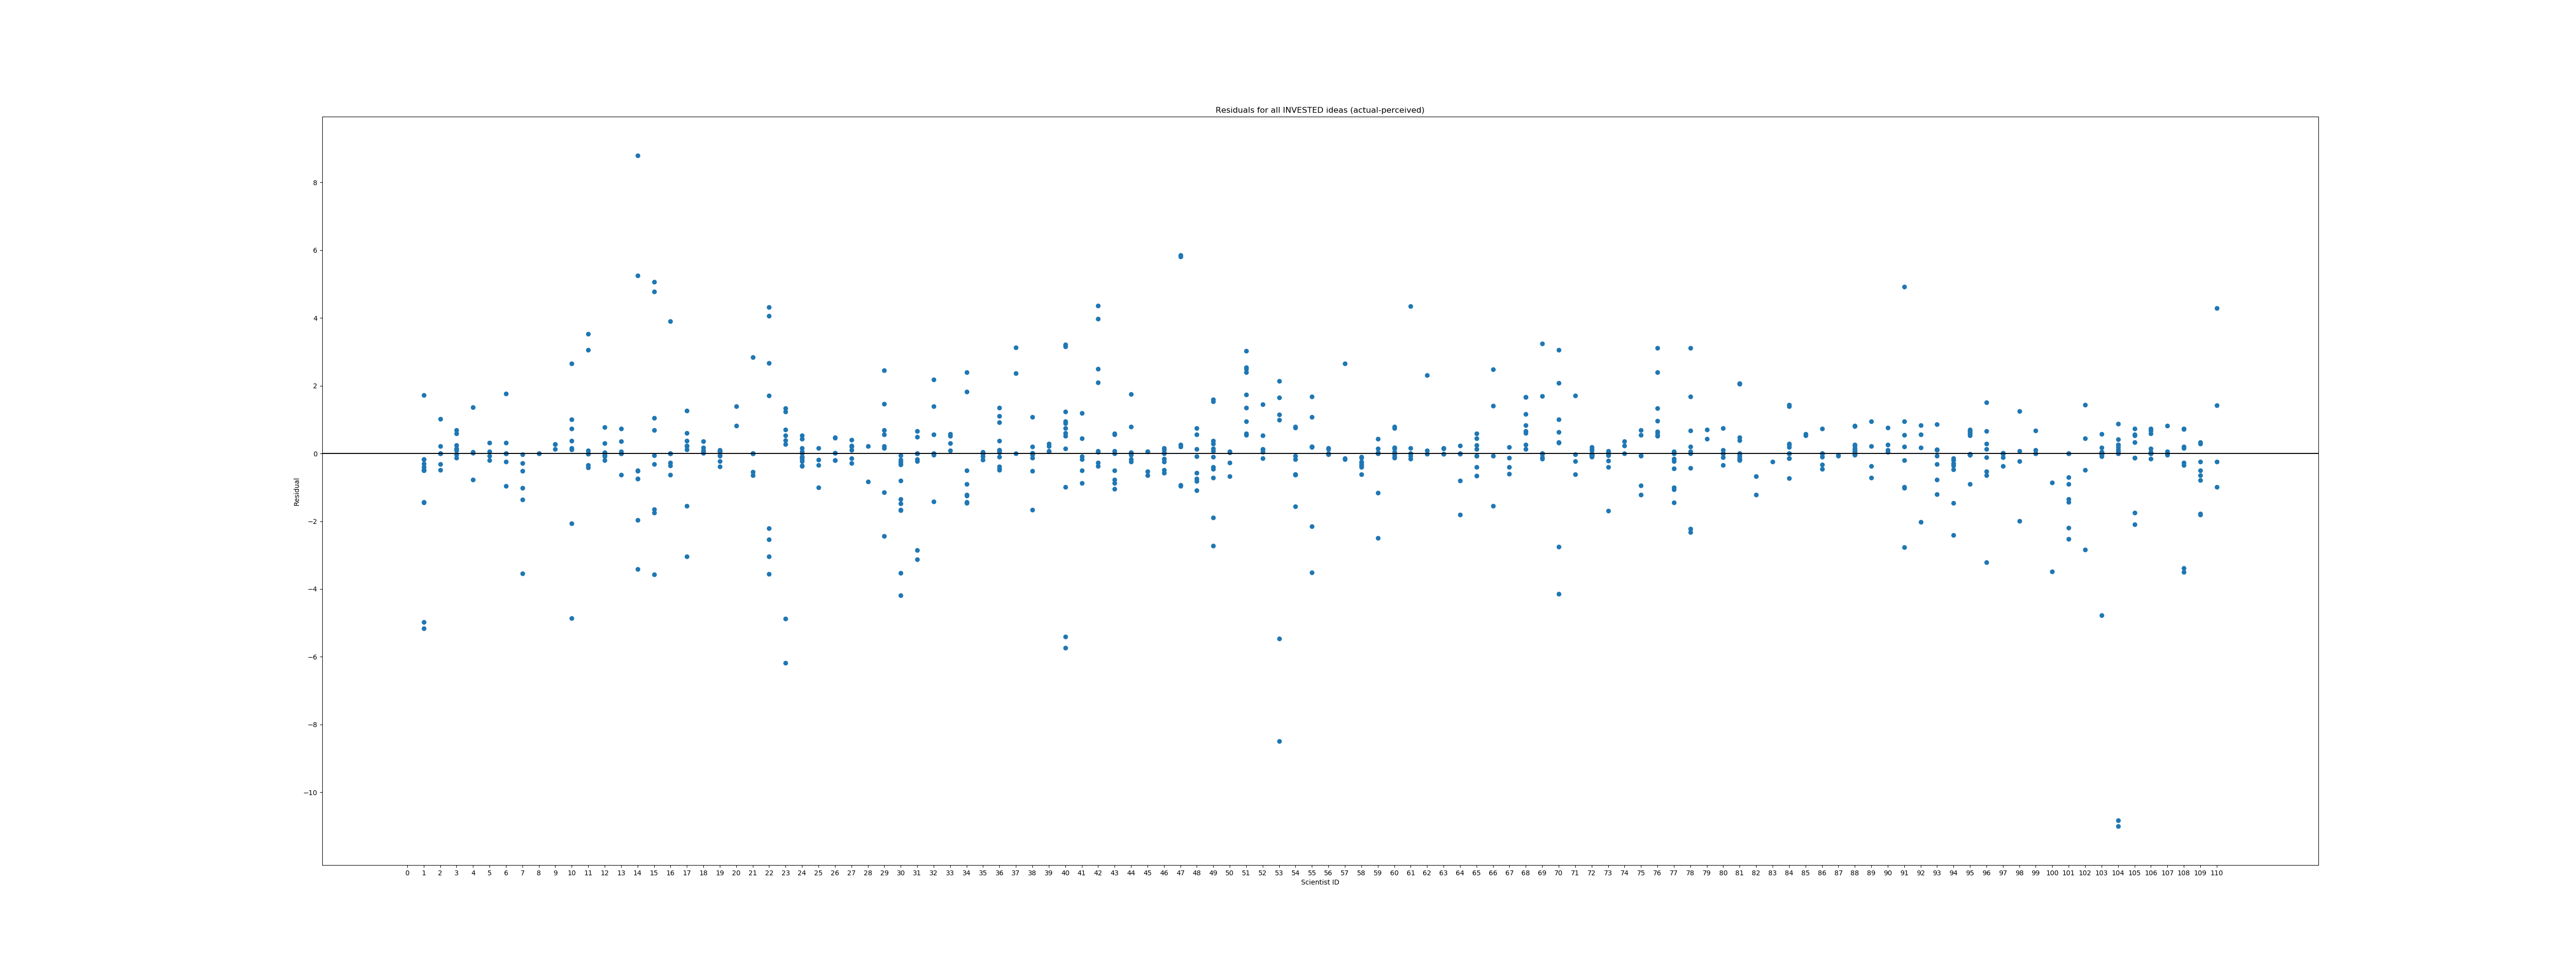 Residuals for all INVESTED ideas (actual-perceived)
8
6
4
2
0
−2
−4
−6
−8
−10
Residual
0 1 2 3 4 5 6 7 8 9 10 11 12 13 14 15 16 17 18 19 20 21 22 23 24 25 26 27 28 29 30 31 32 33 34 35 36 37 38 39 40 41 42 43 44 45 46 47 48 49 50 51 52 53 54 55 56 57 58 59 60 61 62 63 64 65 66 67 68 69 70 71 72 73 74 75 76 77 78 79 80 81 82 83 84 85 86 87 88 89 90 91 92 93 94 95 96 97 98 99 100 101 102 103 104 105 106 107 108 109 110
Scientist ID